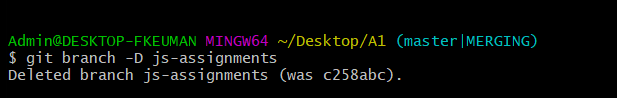 Admin@DESKTOP-FKEUMAN MINGW64 ~/Desktop/A1 (master|MERGING)
$ git branch -D js-assignments
Deleted branch js-assignments (was c258abc).